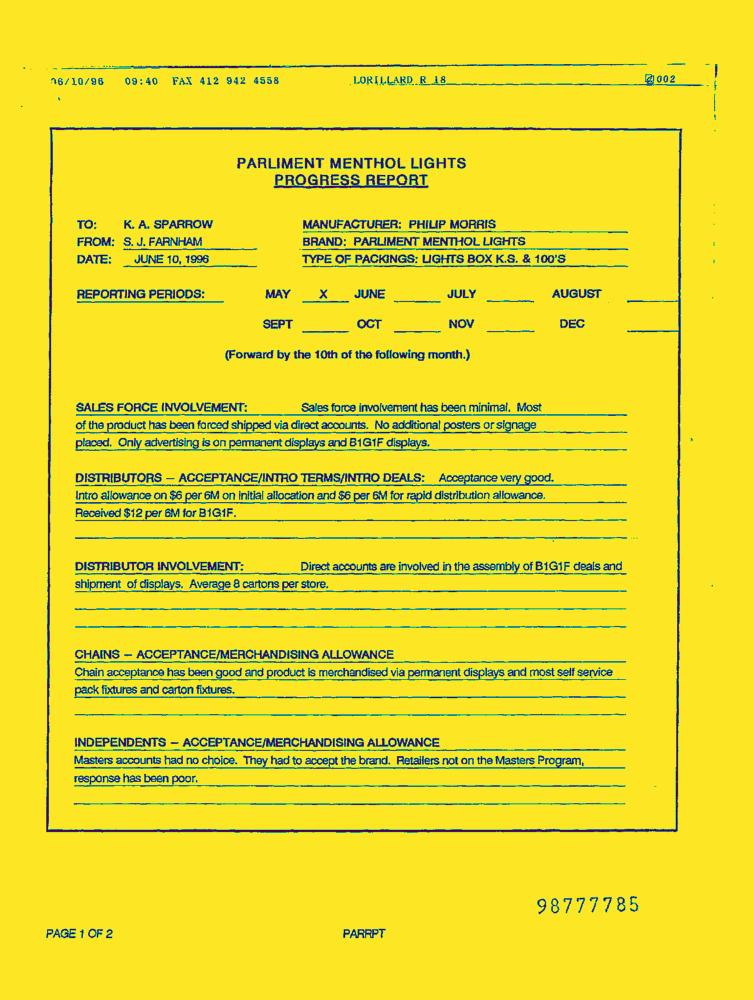 06/10/96 09:40 FAX 412 942 4558 LORILLARD R 18 002
PARLIMENT MENTHOL LIGHTS
PROGRESS REPORT
TO: K. A. SPARROW MANUFACTURER: PHILIP MORRIS
FROM: S. J. FARNHAM BRAND: PARLIMENT MENTHOL LIGHTS
DATE: JUNE 10, 1996 TYPE OF PACKINGS: LIGHTS BOX K.S. & 100'S
REPORTING PERIODS: MAY X JUNE JULY AUGUST
SEPT OCT NOV DEC
(Forward by the 10th of the following month.)
SALES FORCE INVOLVEMENT: Sales force involvement has been minimal. Most
of the product has been forced shipped via direct accounts. No additional posters or signage
placed. Only advertising is on permanent displays and B1G1F displays.
DISTRIBUTORS – ACCEPTANCE/INTRO TERMS/INTRO DEALS: Acceptance very good.
Intro allowance on $6 per 6M on initial allocation and $6 per 6M for rapid distribution allowance.
Received $12 per 6M for B1G1F.
DISTRIBUTOR INVOLVEMENT: Direct accounts are involved in the assembly of B1G1F deals and
shipment of displays. Average 8 cartons per store.
CHAINS – ACCEPTANCE/MERCHANDISING ALLOWANCE
Chain acceptance has been good and product is merchandised via permanent displays and most self service
pack fixtures and carton fixtures.
INDEPENDENTS – ACCEPTANCE/MERCHANDISING ALLOWANCE
Masters accounts had no choice. They had to accept the brand. Retailers not on the Masters Program,
response has been poor.
98777785
PAGE 1 OF 2 PARRPT